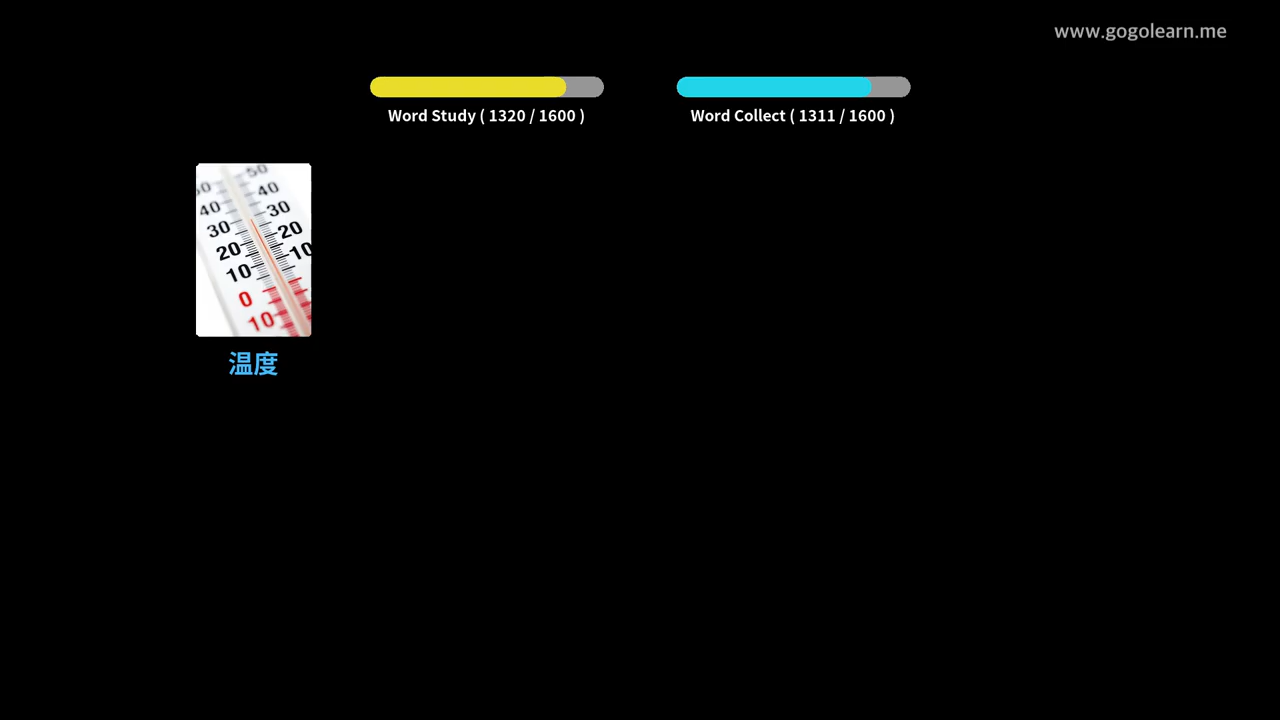 www.gogolearn.me
Word Study ( 1320 / 1600 )
Word Collect ( 1311 / 1600 )
50
40 40
30 30
20 20
10 10
0
10
温度